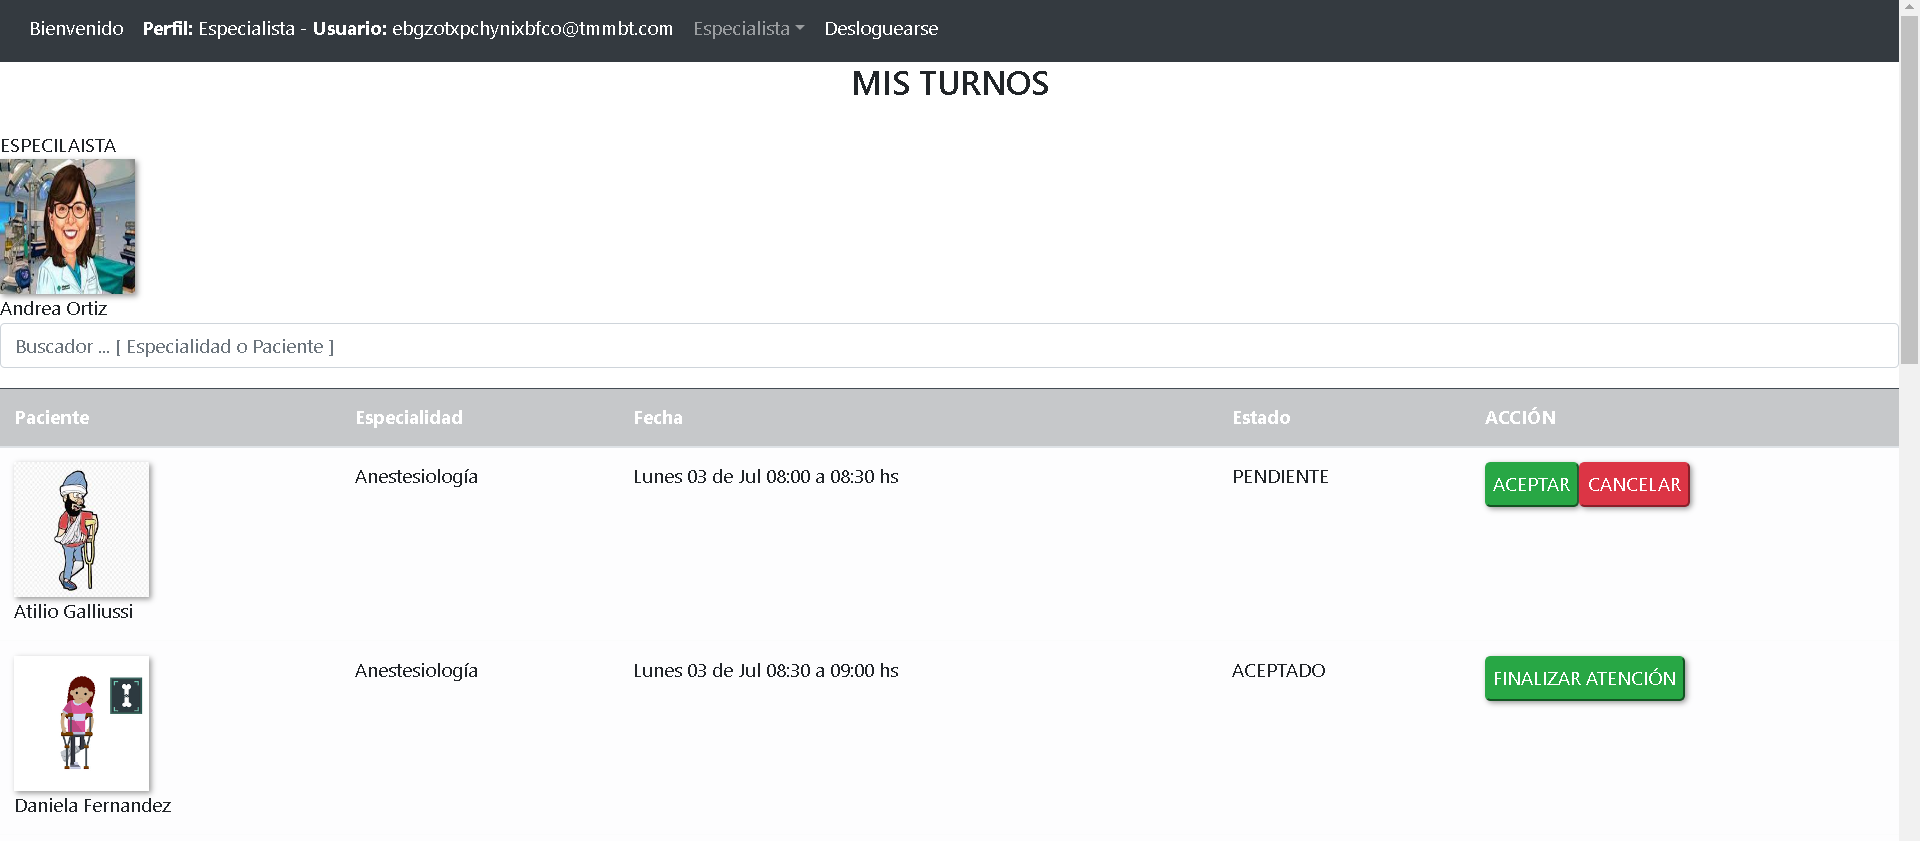 Bienvenido Perfil: Especialista - Usuario: ebgzotxpchynixbfco@tmmbt.com Especialista Desloguearse
MIS TURNOS
ESPECILAISTA
Andrea Ortiz
Buscador ... [ Especialidad o Paciente ]
Paciente Especialidad Fecha Estado ACCIÓN
Anestesiología Lunes 03 de Jul 08:00 a 08:30 hs PENDIENTE ACEPTAR CANCELAR
Atilio Galliussi
Anestesiología Lunes 03 de Jul 08:30 a 09:00 hs ACEPTADO FINALIZAR ATENCIÓN
Daniela Fernandez